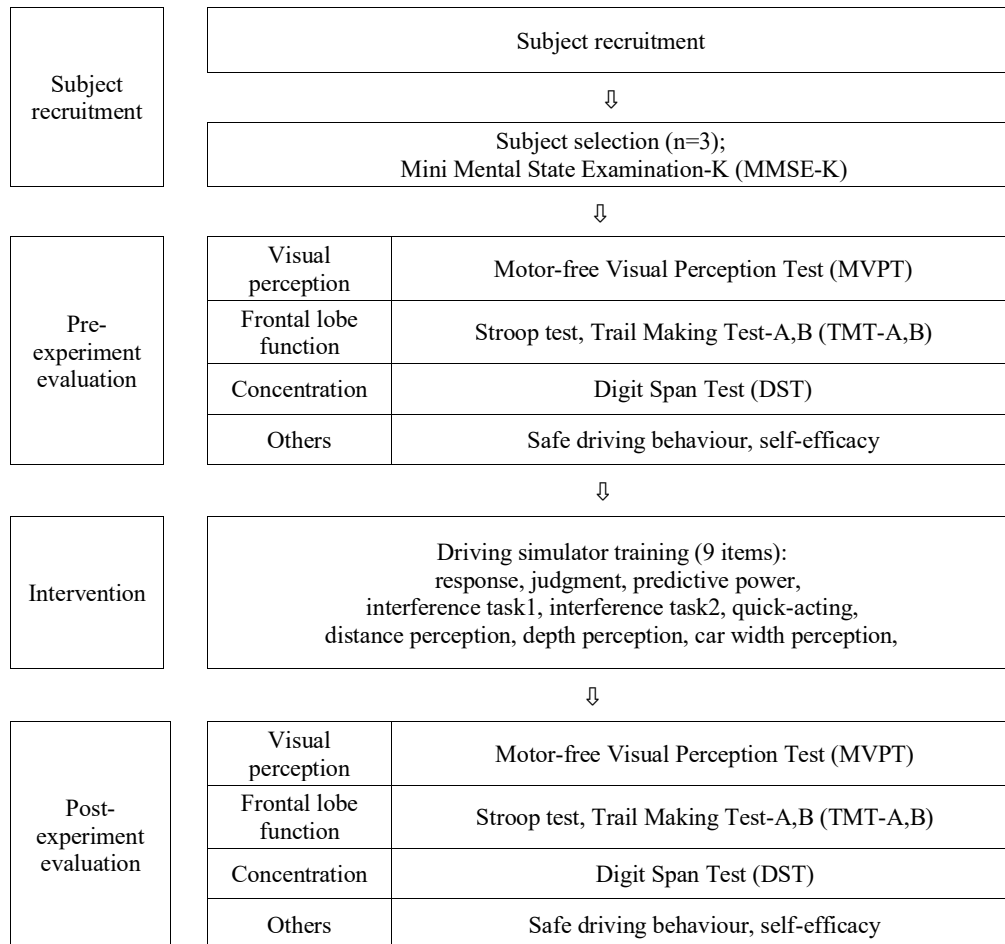 Subject
recruitment
Subject recruitment
⇩
Subject selection (n=3);
Mini Mental State Examination-K (MMSE-K)
⇩
Pre-
experiment
evaluation
Visual
perception
Motor-free Visual Perception Test (MVPT)
Frontal lobe
function
Stroop test, Trail Making Test-A,B (TMT-A,B)
Concentration
Digit Span Test (DST)
Others
Safe driving behaviour, self-efficacy
⇩
Intervention
Driving simulator training (9 items):
response, judgment, predictive power,
interference task1, interference task2, quick-acting,
distance perception, depth perception, car width perception,
⇩
Post-
experiment
evaluation
Visual
perception
Motor-free Visual Perception Test (MVPT)
Frontal lobe
function
Stroop test, Trail Making Test-A,B (TMT-A,B)
Concentration
Digit Span Test (DST)
Others
Safe driving behaviour, self-efficacy